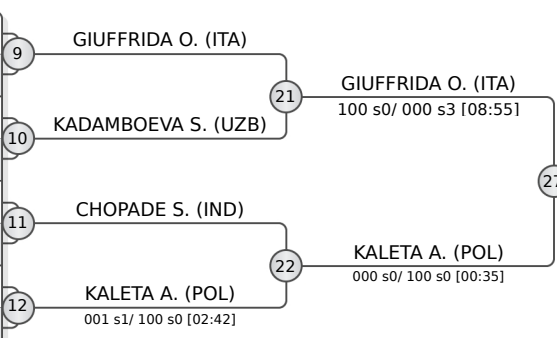 9
GIUFFRIDA O. (ITA)
10
KADAMBOEVA S. (UZB)
21
GIUFFRIDA O. (ITA)
100 s0/ 000 s3 [08:55]
27
11
CHOPADE S. (IND)
12
KALETA A. (POL)
001 s1/ 100 s0 [02:42]
22
KALETA A. (POL)
000 s0/ 100 s0 [00:35]